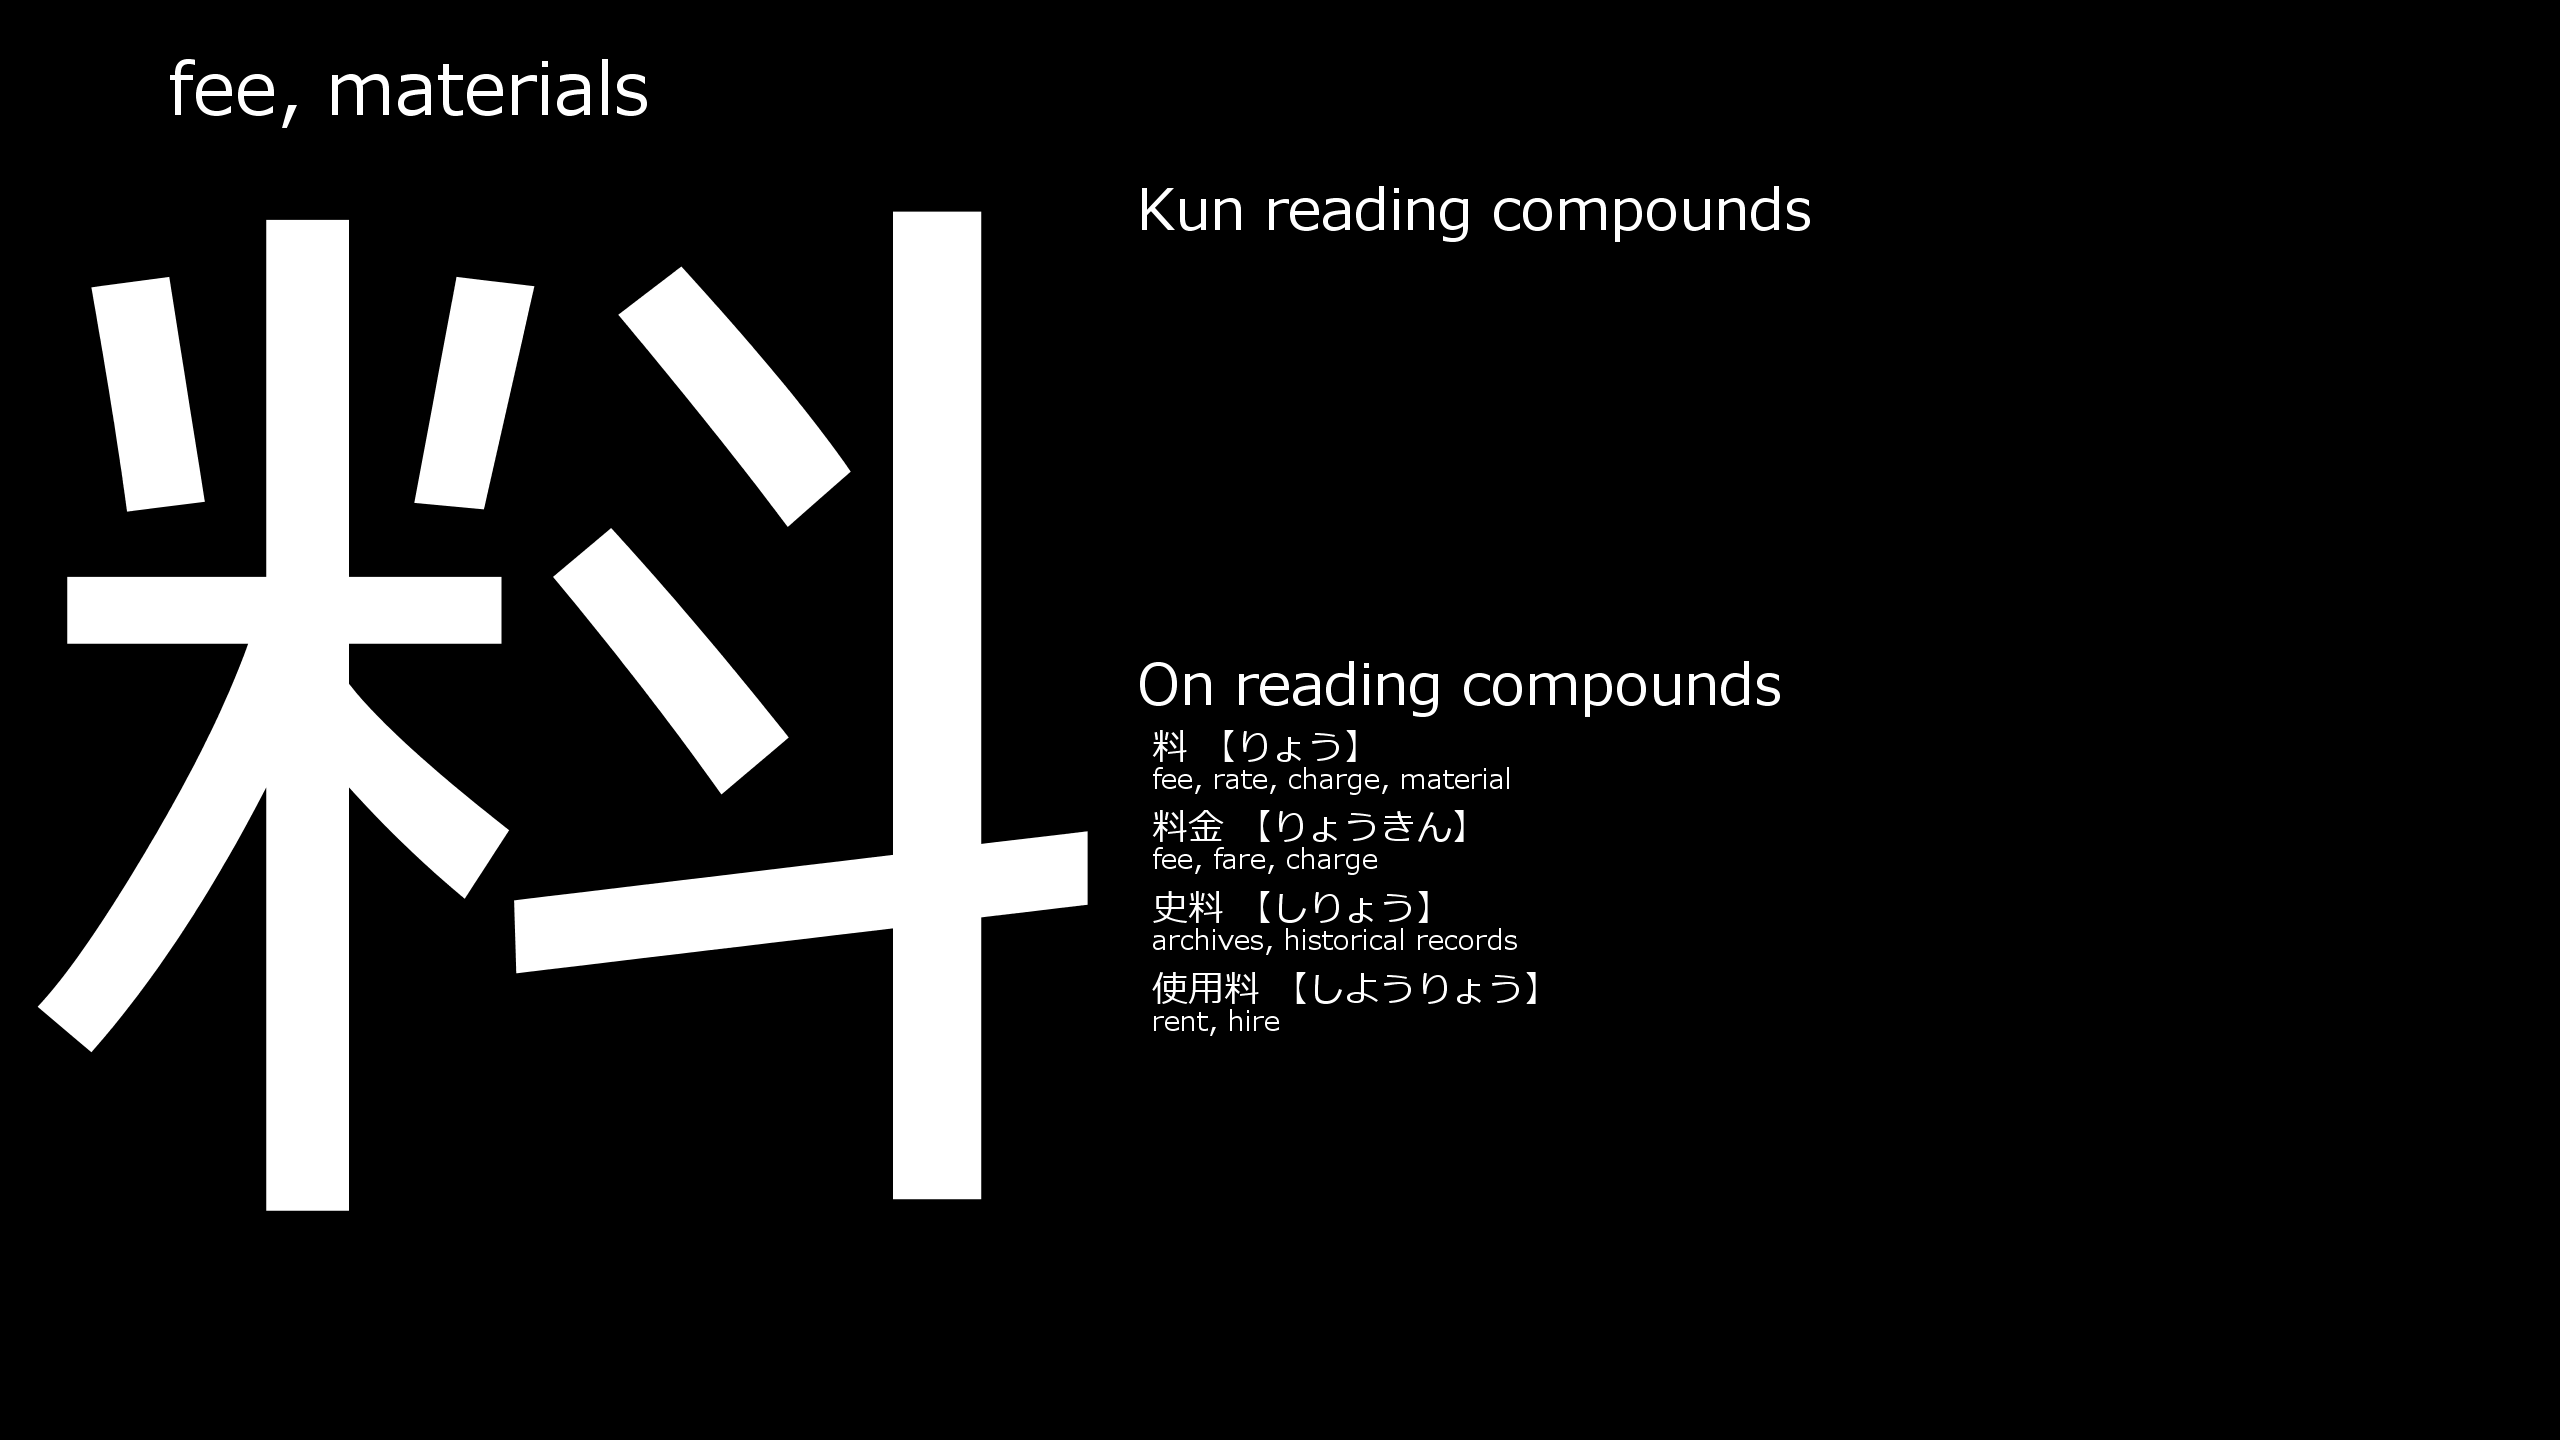 fee, materials
料
Kun reading compounds
On reading compounds
料 【りょう】
fee, rate, charge, material
料金 【りょうきん】
fee, fare, charge
史料 【しりょう】
archives, historical records
使用料 【しようりょう】
rent, hire